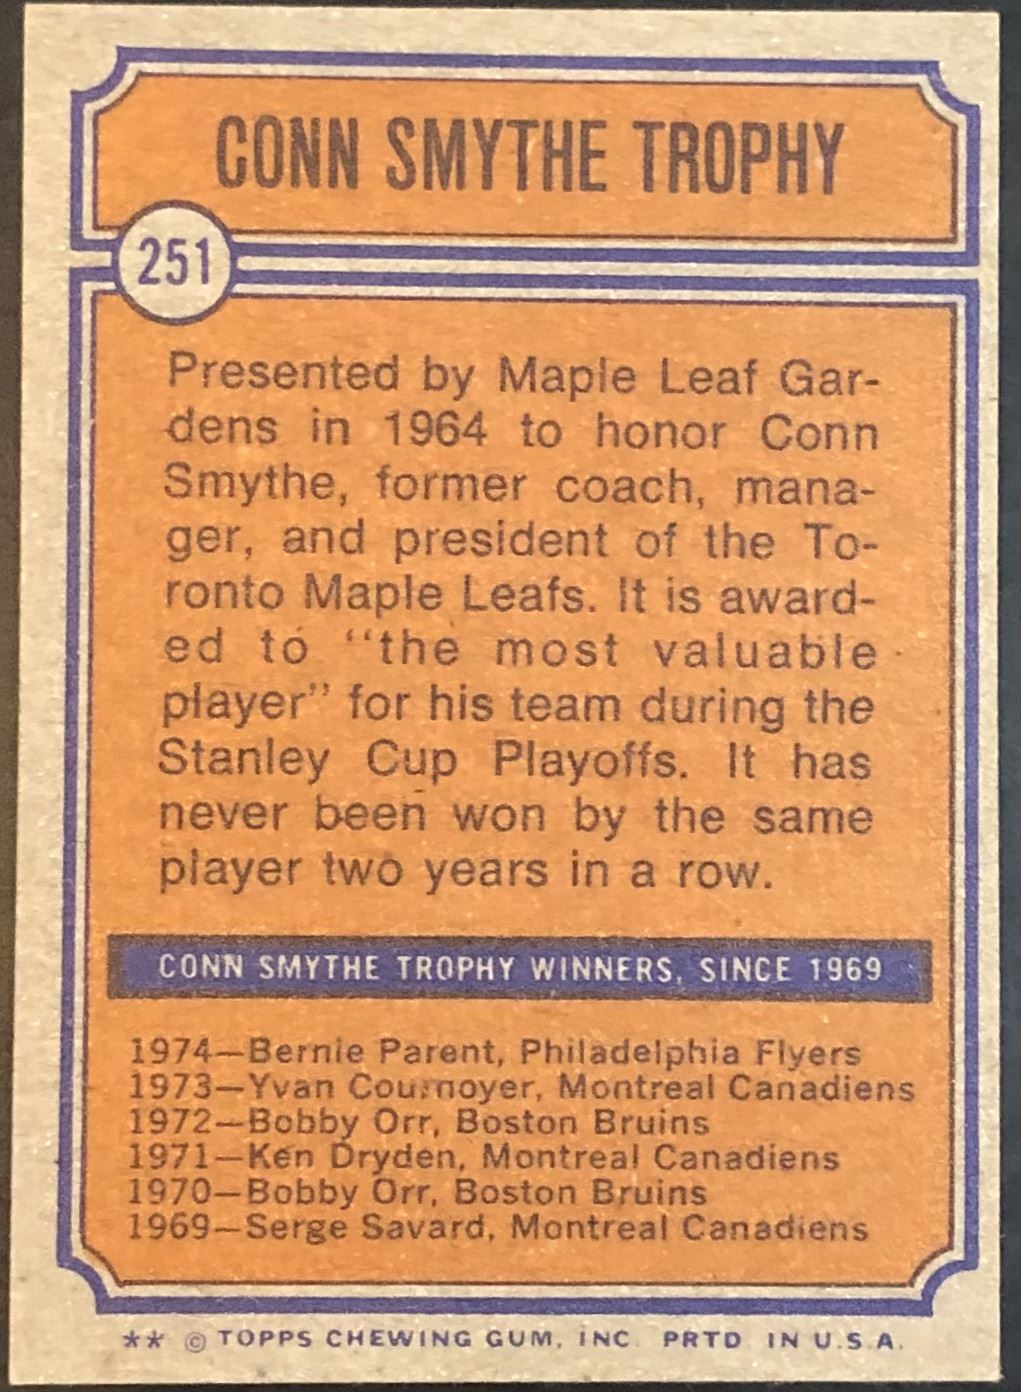 CONN SMYTHE TROPHY
251
Presented by Maple Leaf Gar-
dens in 1964 to honor Conn
Smythe, former coach, mana-
ger, and president of the To-
ronto Maple Leafs. It is award-
ed to "the most valuable
player" for his team during the
Stanley Cup Playoffs. It has
never been won by the same
player two years in a row.
CONN SMYTHE TROPHY WINNERS, SINCE 1969
1974—Bernie Parent, Philadelphia Flyers
1973—Yvan Cournoyer, Montreal Canadiens
1972—Bobby Orr, Boston Bruins
1971—Ken Dryden, Montreal Canadiens
1970—Bobby Orr, Boston Bruins
1969—Serge Savard, Montreal Canadiens
** © TOPPS CHEWING GUM, INC. PRTD. IN U.S.A.